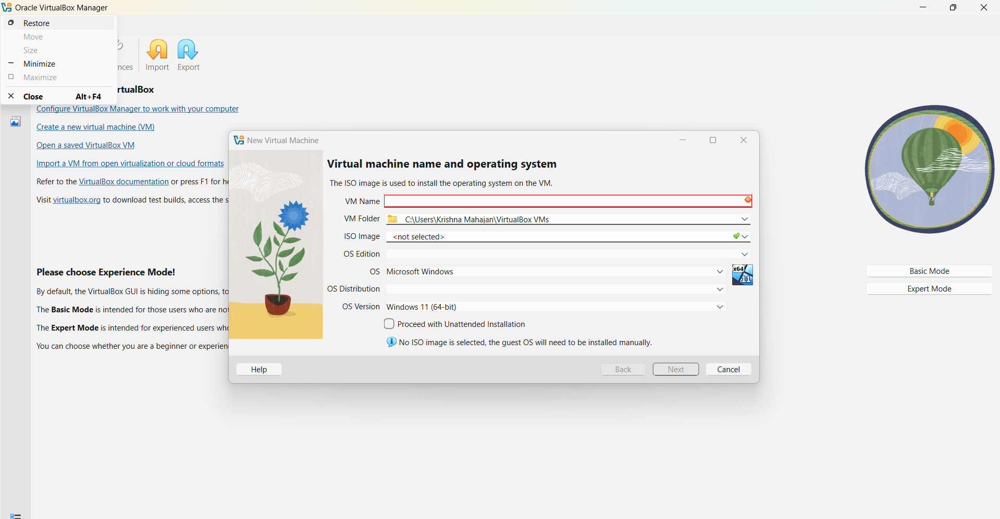 Oracle VirtualBox Manager
Restore
Move
Size
Minimize
Maximize
Close Alt+F4
nces
Import
Export
rtualBox
Configure VirtualBox Manager to work with your computer
Create a new virtual machine (VM)
Open a saved VirtualBox VM
Import a VM from open virtualization or cloud formats
Refer to the VirtualBox documentation or press F1 for he
Visit virtualbox.org to download test builds, access the s
Please choose Experience Mode!
By default, the VirtualBox GUI is hiding some options, to
The Basic Mode is intended for those users who are not
The Expert Mode is intended for experienced users who
You can choose whether you are a beginner or experien
New Virtual Machine
Virtual machine name and operating system
The ISO image is used to install the operating system on the VM.
VM Name
VM Folder C:\Users\Krishna Mahajan\VirtualBox VMs
ISO Image <not selected>
OS Edition
OS Microsoft Windows
x64
11
OS Distribution
OS Version Windows 11 (64-bit)
Proceed with Unattended Installation
No ISO image is selected, the guest OS will need to be installed manually.
Help
Back
Next
Cancel
Basic Mode
Expert Mode